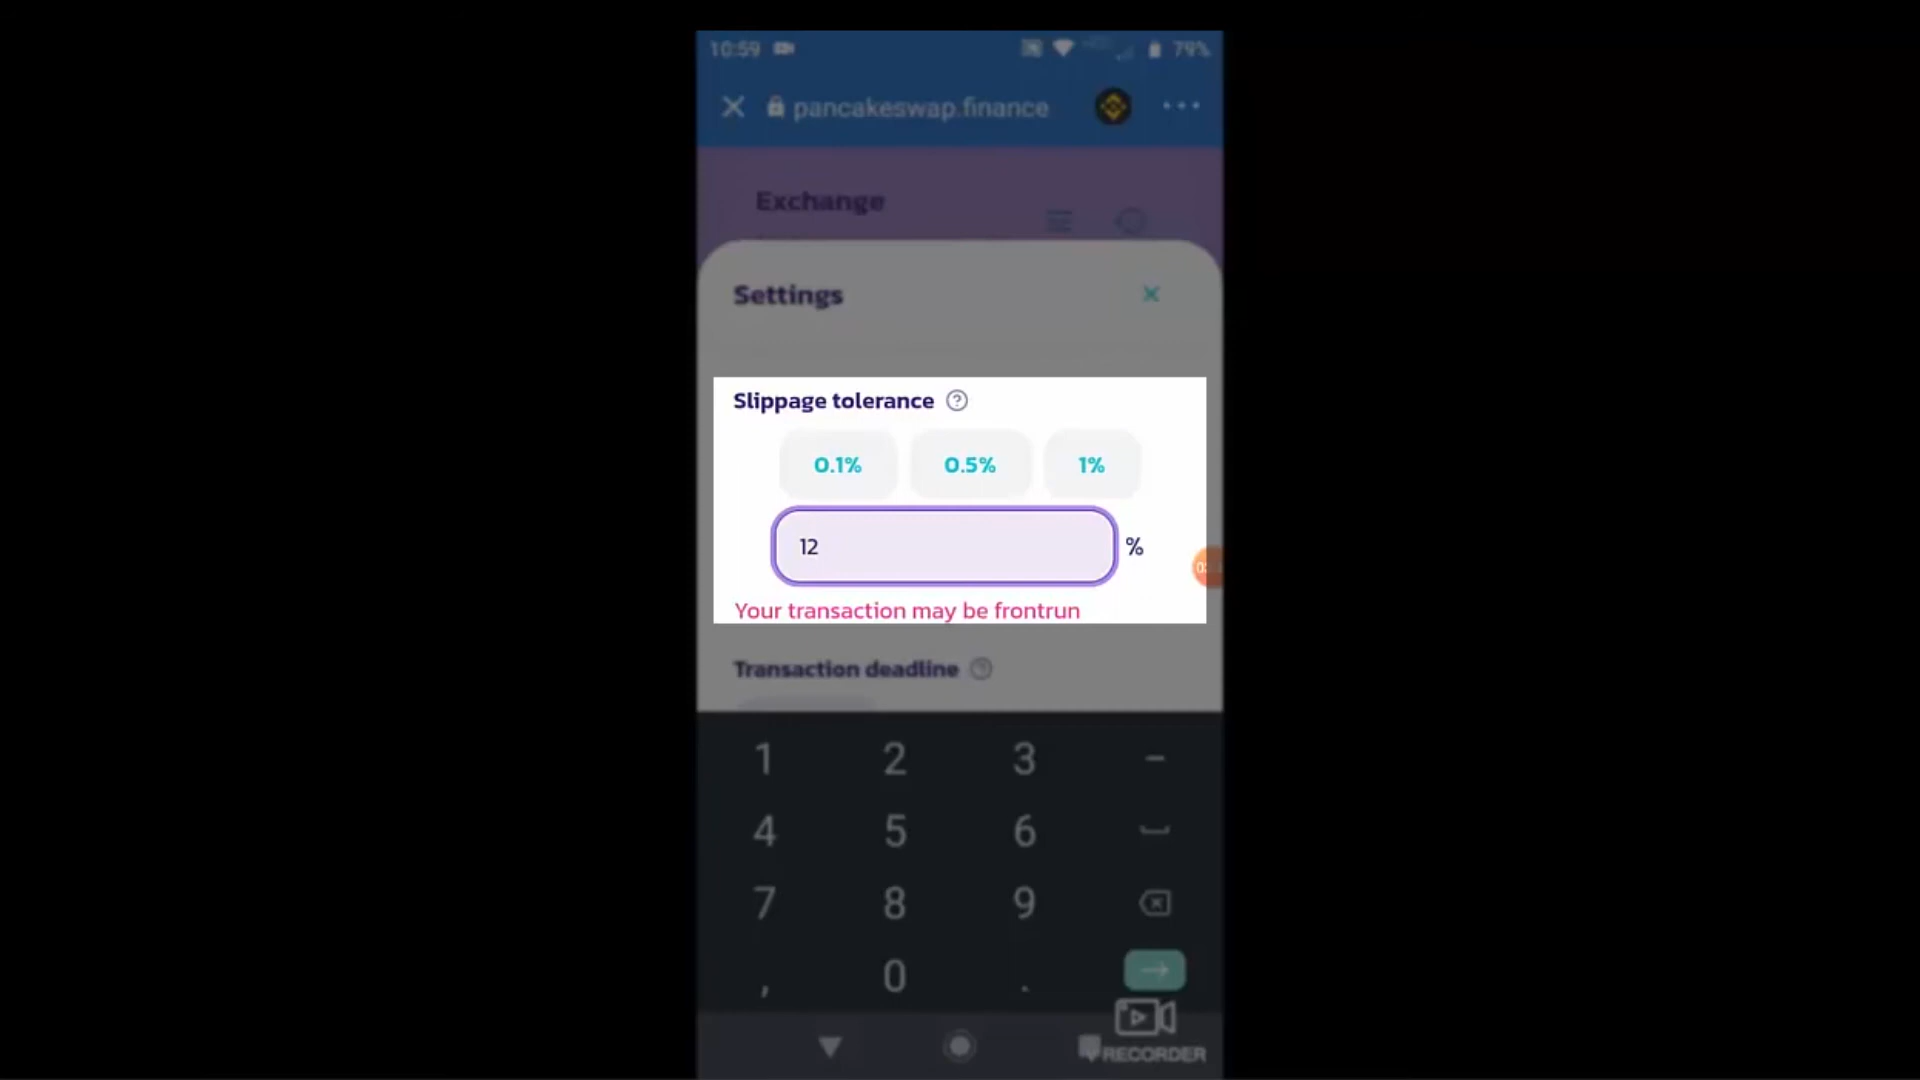 10:59
79%
pancakeswap.finance
Exchange
Settings
Slippage tolerance ?
0.1% 0.5% 1%
12 %
Your transaction may be frontrun
Transaction deadline ?
1 2 3 -
4 5 6
7 8 9
, 0 .
RECORDER